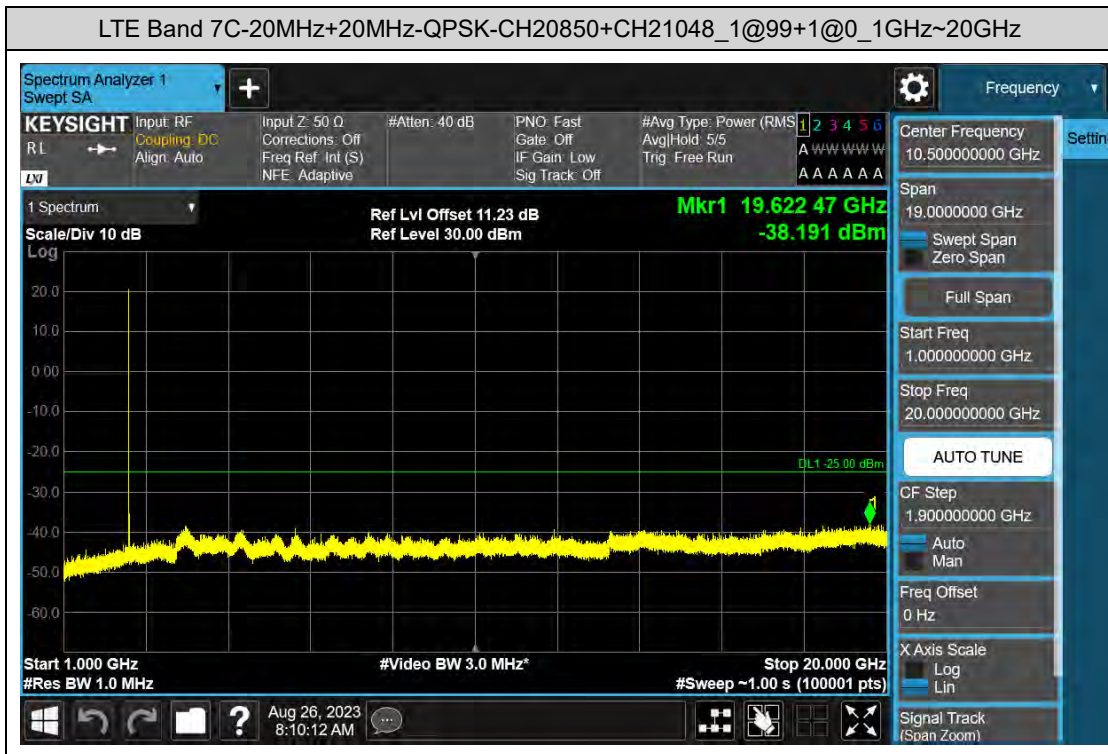 LTE Band 7C-20MHz+20MHz-QPSK-CH20850+CH21048_1@99+1@0_1GHz~20GHz
Spectrum Analyzer 1
Swept SA
Frequency
KEYSIGHT
RL
LXI
Input: RF
Coupling: DC
Align: Auto
Input Z: 50 Ω
Corrections: Off
Freq Ref: Int (S)
NFE: Adaptive
#Atten: 40 dB
PNO: Fast
Gate: Off
IF Gain: Low
Sig Track: Off
#Avg Type: Power (RMS
Avg|Hold: 5/5
Trig: Free Run
1 2 3 4 5 6
A W W W W W
A A A A A A
Center Frequency
10.500000000 GHz
Settin
1 Spectrum
Scale/Div 10 dB
Log
Ref Lvl Offset 11.23 dB
Ref Level 30.00 dBm
Mkr1 19.622 47 GHz
-38.191 dBm
20.0
10.0
0.00
-10.0
-20.0
-30.0
-40.0
-50.0
-60.0
DL1 -25.00 dBm
1
Start 1.000 GHz
#Res BW 1.0 MHz
#Video BW 3.0 MHz*
Stop 20.000 GHz
#Sweep ~1.00 s (100001 pts)
Span
19.0000000 GHz
Swept Span
Zero Span
Full Span
Start Freq
1.000000000 GHz
Stop Freq
20.000000000 GHz
AUTO TUNE
CF Step
1.900000000 GHz
Auto
Man
Freq Offset
0 Hz
X Axis Scale
Log
Lin
Signal Track
(Span Zoom)
?
Aug 26, 2023
8:10:12 AM